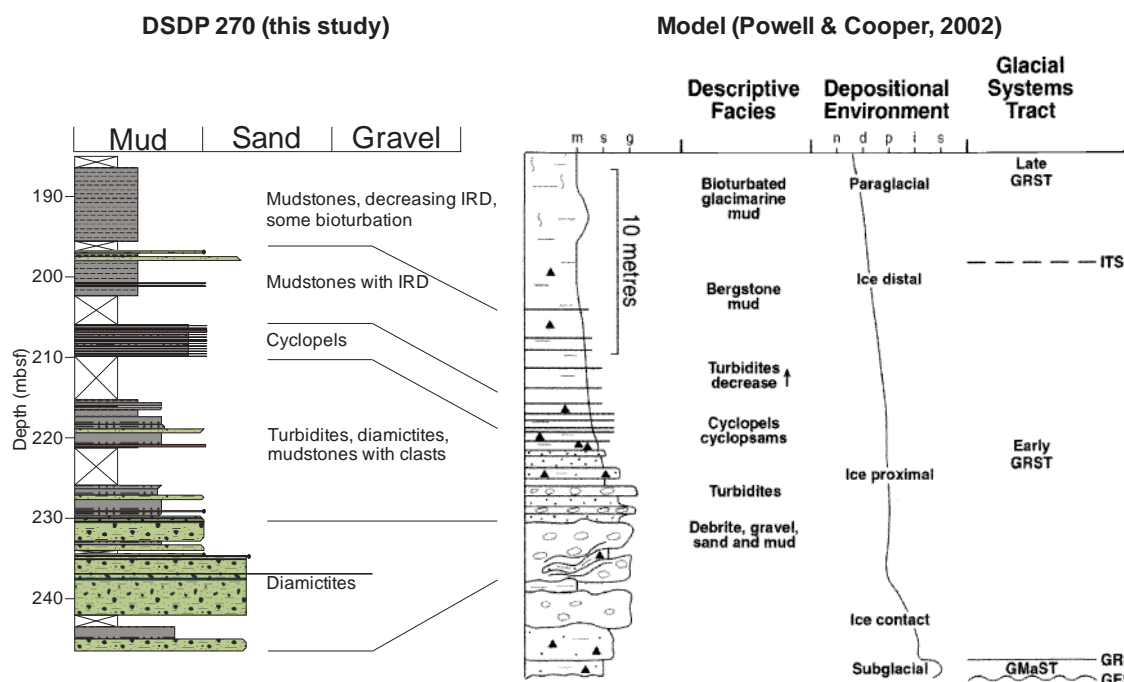 DSDP 270 (this study)
Model (Powell & Cooper, 2002)
Mud Sand Gravel
Depth (mbsf)
190
200
210
220
230
240
Mudstones, decreasing IRD,
some bioturbation
Mudstones with IRD
Cyclopels
Turbidites, diamictites,
mudstones with clasts
Diamictites
m s g
10 metres
Descriptive
Facies
Bioturbated
glacimarine
mud
Bergstone
mud
Turbidites
decrease
Cyclopels
cyclopsams
Turbidites
Debrite, gravel,
sand and mud
Depositional
Environment
n d p i s
Paraglacial
Ice distal
Ice proximal
Ice contact
Subglacial
Glacial
Systems
Tract
Late
GRST
ITS
Early
GRST
GR
GMaST